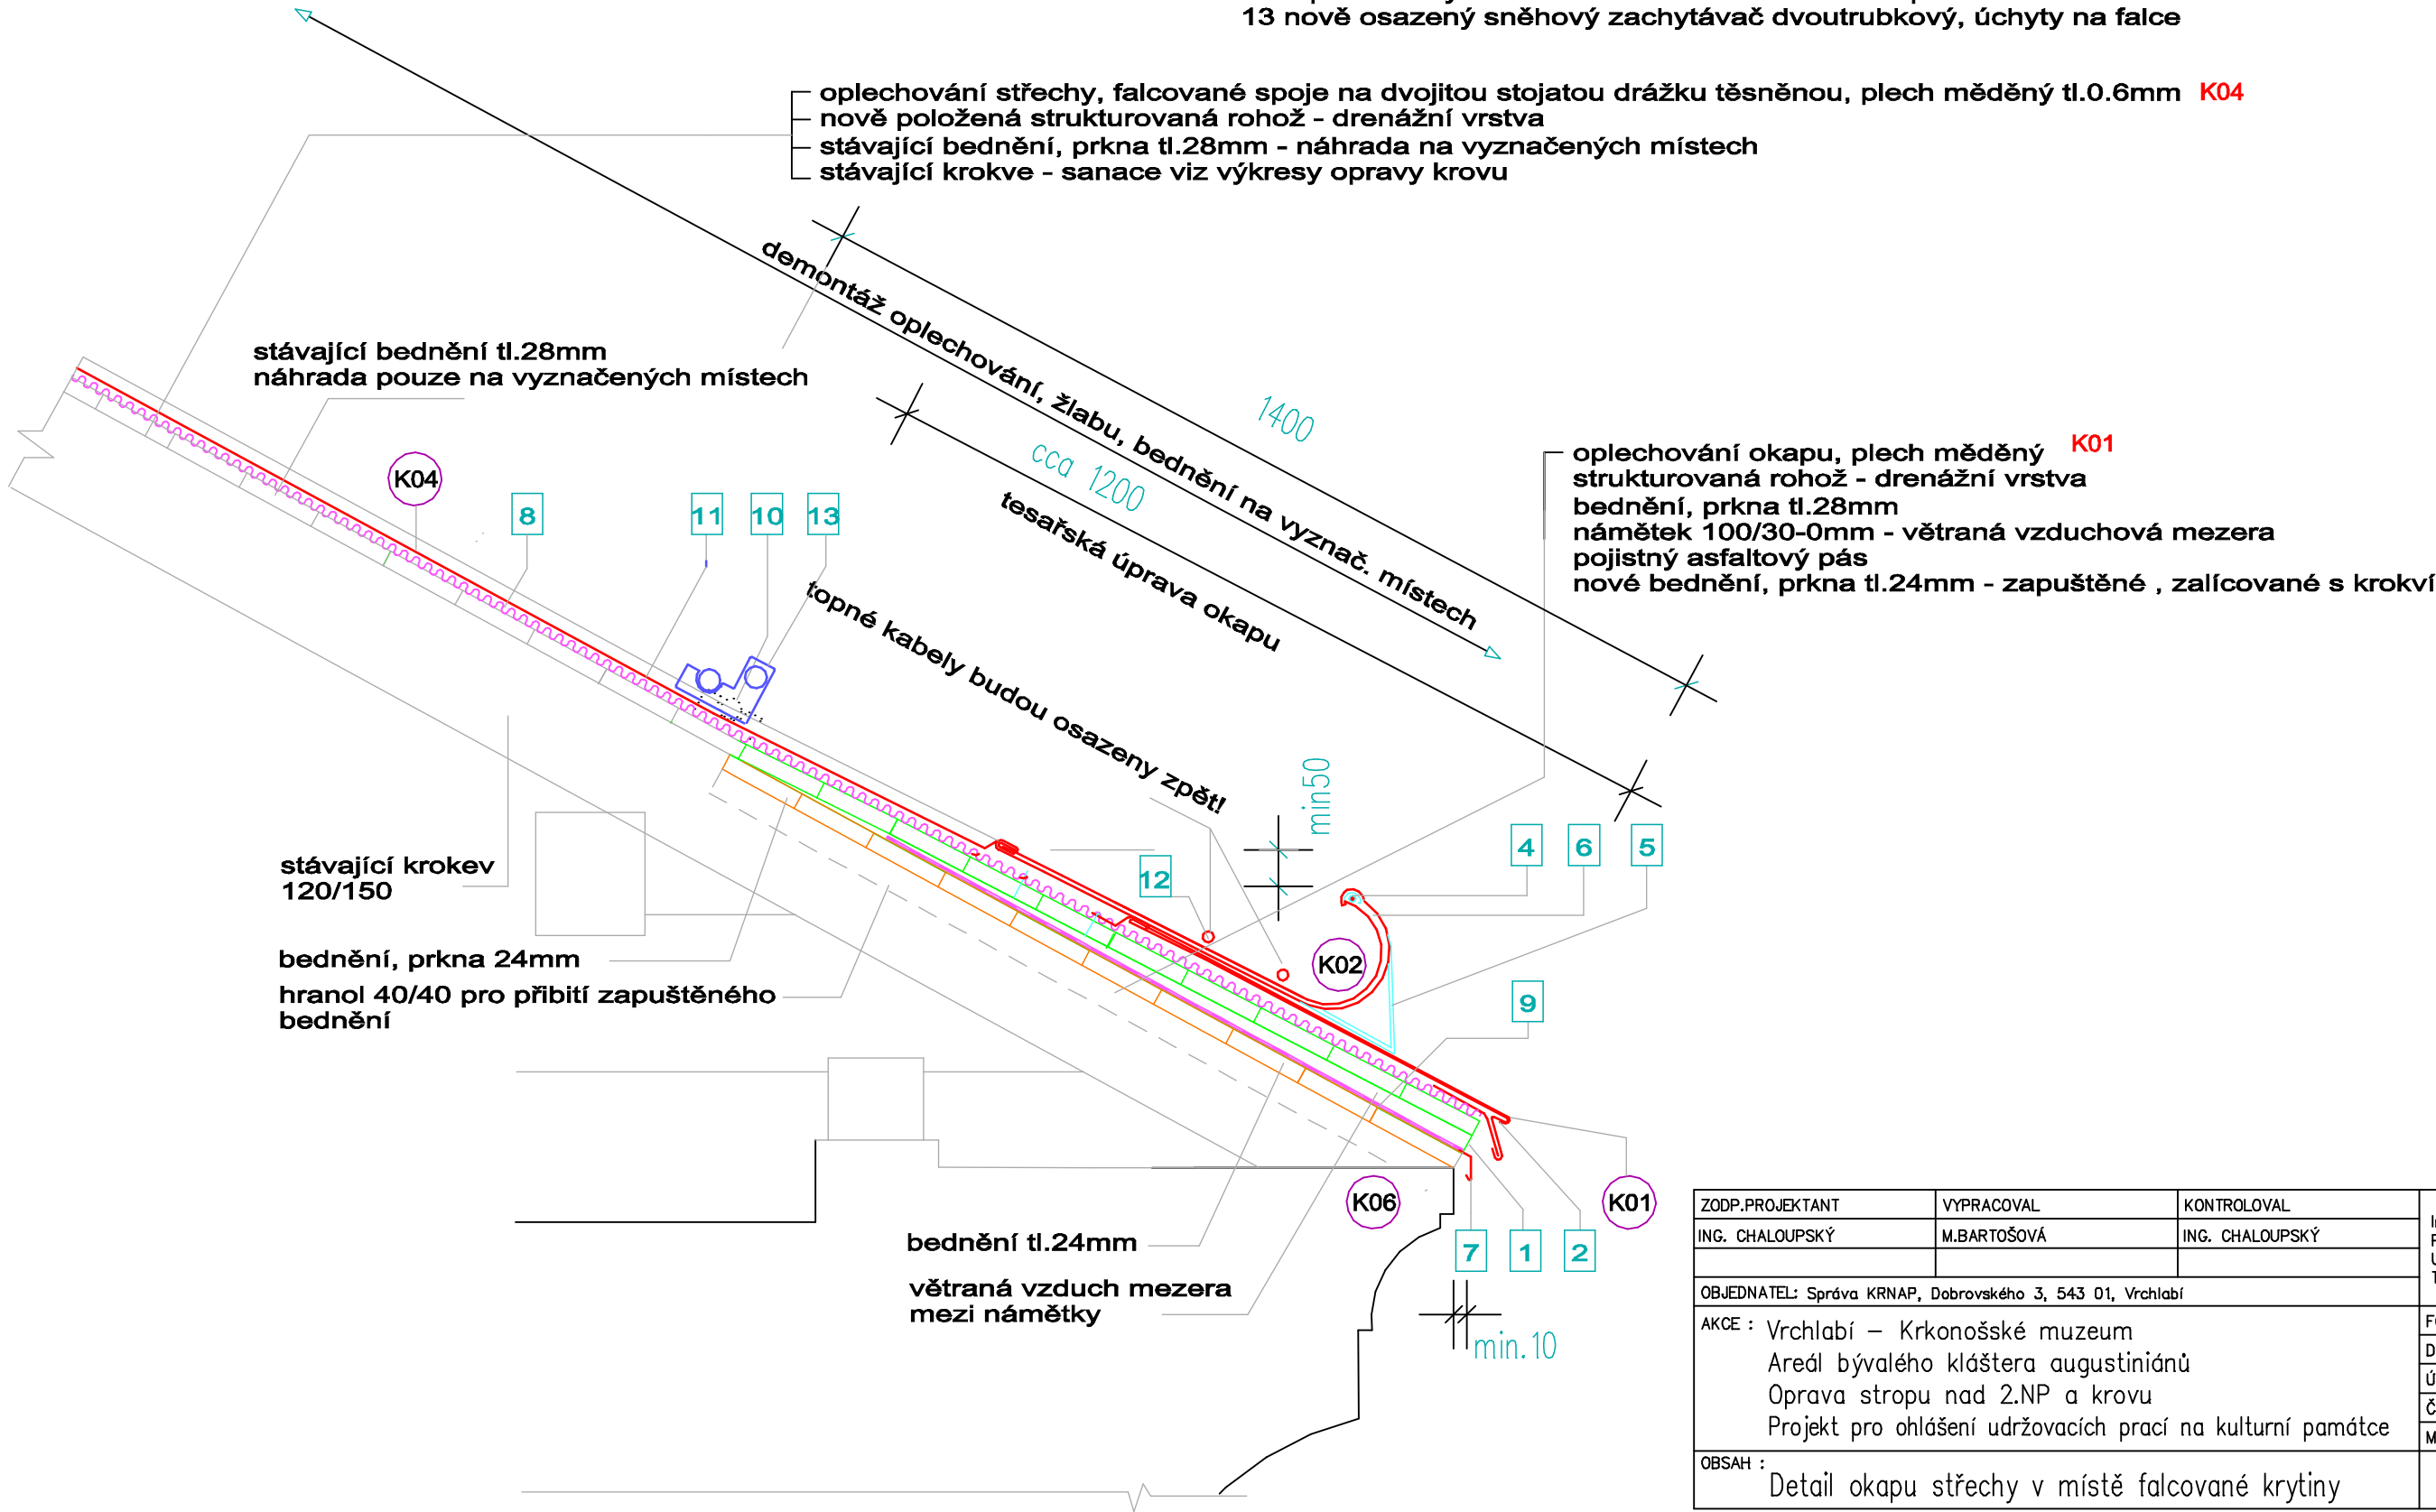 13 nově osazený sněhový zachytávač dvoutrubkový, úchyty na falce
oplechování střechy, falcované spoje na dvojitou stojatou drážku těsněnou, plech měděný tl.0.6mm K04
nově položená strukturovaná rohož - drenážní vrstva
stávající bednění, prkna tl.28mm - náhrada na vyznačených místech
stávající krokve - sanace viz výkresy opravy krovu
demontáž oplechování, žlabu, bednění na vyznač. místech
1400
stávající bednění tl.28mm
náhrada pouze na vyznačených místech
cca 1200
tesařská úprava okapu
oplechování okapu, plech měděný K01
strukturovaná rohož - drenážní vrstva
bednění, prkna tl.28mm
námětek 100/30-0mm - větraná vzduchová mezera
pojistný asfaltový pás
nové bednění, prkna tl.24mm - zapuštěné , zalícované s krokví
K04
8
11
10
13
topné kabely budou osazeny zpět!
min50
4
6
5
12
stávající krokev
120/150
K02
bednění, prkna 24mm
hranol 40/40 pro přibití zapuštěného
bednění
9
K06
K01
7
1
2
bednění tl.24mm
větraná vzduch mezera
mezi námětky
min.10
ZODP.PROJEKTANT VYPRACOVAL KONTROLOVAL
ING. CHALOUPSKÝ M.BARTOŠOVÁ ING. CHALOUPSKÝ
OBJEDNATEL: Správa KRNAP, Dobrovského 3, 543 01, Vrchlabí
AKCE : Vrchlabí – Krkonošské muzeum
Areál bývalého kláštera augustiniánů
Oprava stropu nad 2.NP a krovu
Projekt pro ohlášení udržovacích prací na kulturní památce
OBSAH :
Detail okapu střechy v místě falcované krytiny